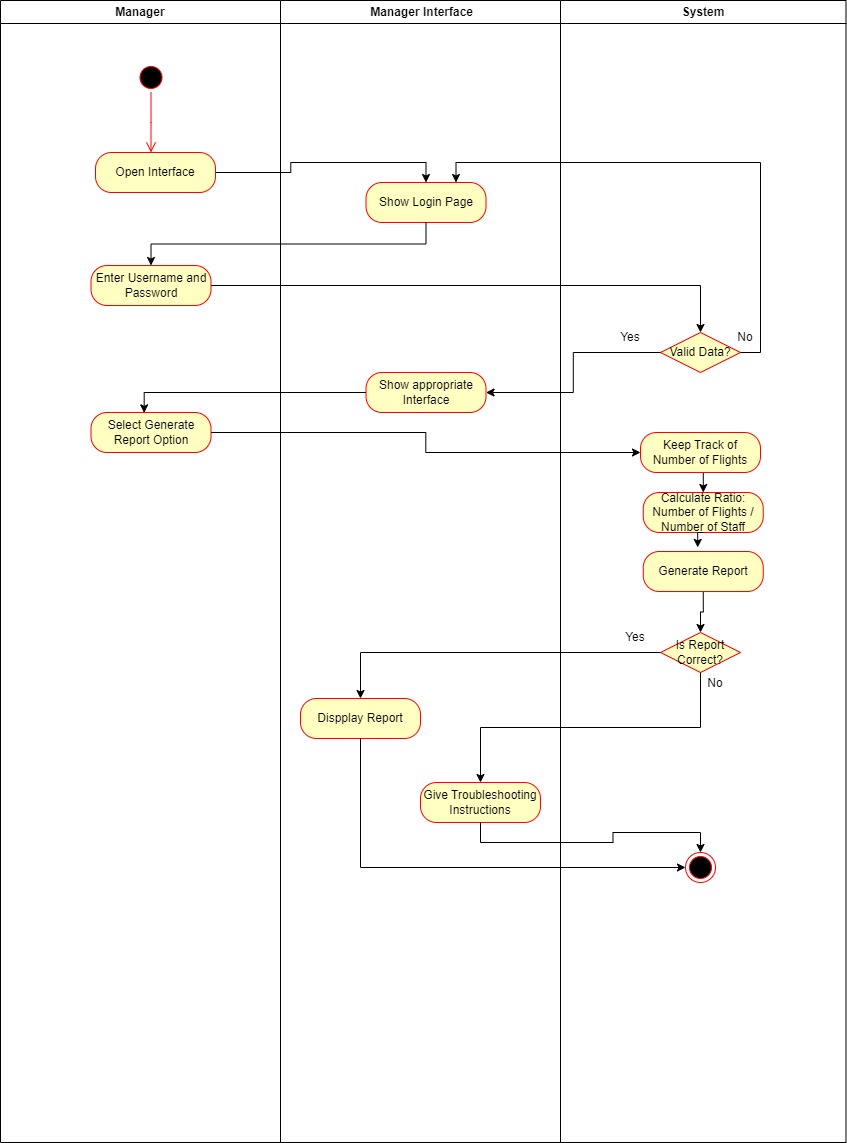 Manager
Manager Interface
System
Open Interface
Show Login Page
Enter Username and
Password
Yes
No
Valid Data?
Show appropriate
Interface
Select Generate
Report Option
Keep Track of
Number of Flights
Calculate Ratio:
Number of Flights /
Number of Staff
Generate Report
Yes
Is Report
Correct?
No
Dispplay Report
Give Troubleshooting
Instructions